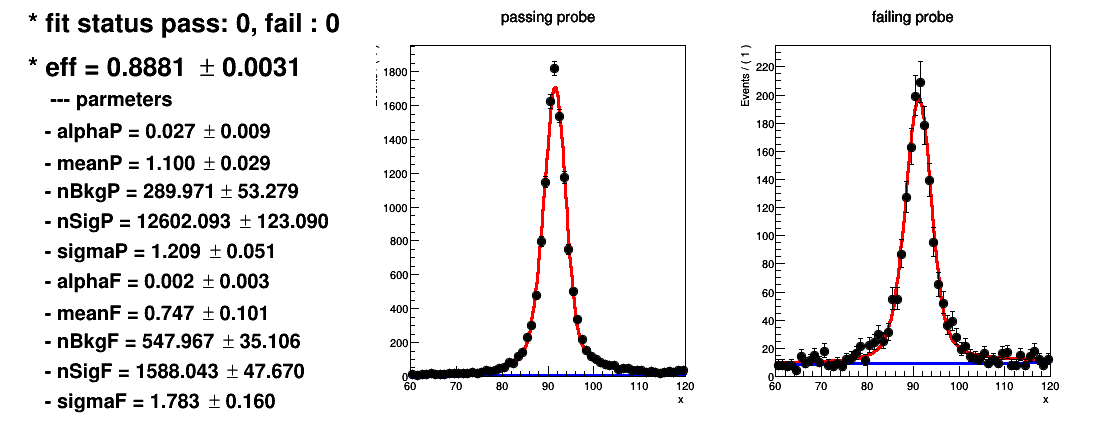 * fit status pass: 0, fail : 0
* eff = 0.8881 ± 0.0031
--- parmeters
- alphaP = 0.027 ± 0.009
- meanP = 1.100 ± 0.029
- nBkgP = 289.971 ± 53.279
- nSigP = 12602.093 ± 123.090
- sigmaP = 1.209 ± 0.051
- alphaF = 0.002 ± 0.003
- meanF = 0.747 ± 0.101
- nBkgF = 547.967 ± 35.106
- nSigF = 1588.043 ± 47.670
- sigmaF = 1.783 ± 0.160
passing probe
1800
1600
1400
1200
1000
800
600
400
200
0
60 70 80 90 100 110 120
x
failing probe
Events / ( 1 )
220
200
180
160
140
120
100
80
60
40
20
0
60 70 80 90 100 110 120
x